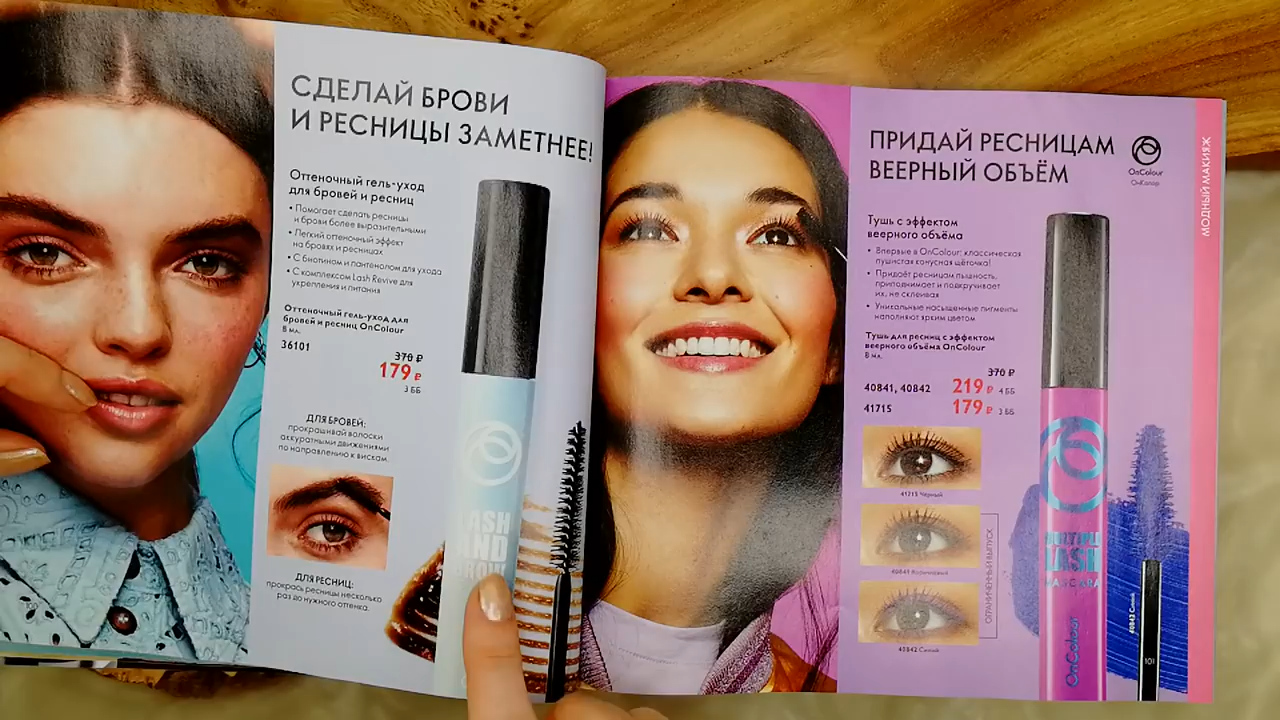 СДЕЛАЙ БРОВИ
И РЕСНИЦЫ ЗАМЕТНЕЕ!
Оттеночный гель-уход
для бровей и ресниц
• Помогает сделать ресницы
и брови более выразительными
• Легкий оттеночный эффект
на бровях и ресницах
• С биотином и пантенолом для ухода
• С комплексом Lash Revive для
укрепления и питания
Оттеночный гель-уход для
бровей и ресниц OnColour
8 мл.
36101
370 ₽
179 ₽
3 ББ
ДЛЯ БРОВЕЙ:
прокрашивай волоски
аккуратными движениями
по направлению к вискам.
ДЛЯ РЕСНИЦ:
прокрась ресницы несколько
раз до нужного оттенка.
LASH
AND
BROW
ПРИДАЙ РЕСНИЦАМ
ВЕЕРНЫЙ ОБЪЁМ
OnColour
ОнКолор
МОДНЫЙ МАКИЯЖ
Тушь с эффектом
веерного объёма
• Впервые в OnColour: классическая
пушистая конусная щёточка!
• Придаёт ресницам пышность,
приподнимает и подкручивает
их, не склеивая
• Уникальные насыщенные пигменты
наполняют ярким цветом
Тушь для ресниц с эффектом
веерного объёма OnColour
8 мл.
370 ₽
40841, 40842 219 ₽ 4 ББ
41715 179 ₽ 3 ББ
41715 Чёрный
40841 Коричневый
40842 Синий
ОГРАНИЧЕННЫЙ ВЫПУСК
MULTIPLE
LASH
MASCARA
OnColour
40842 Синий
101